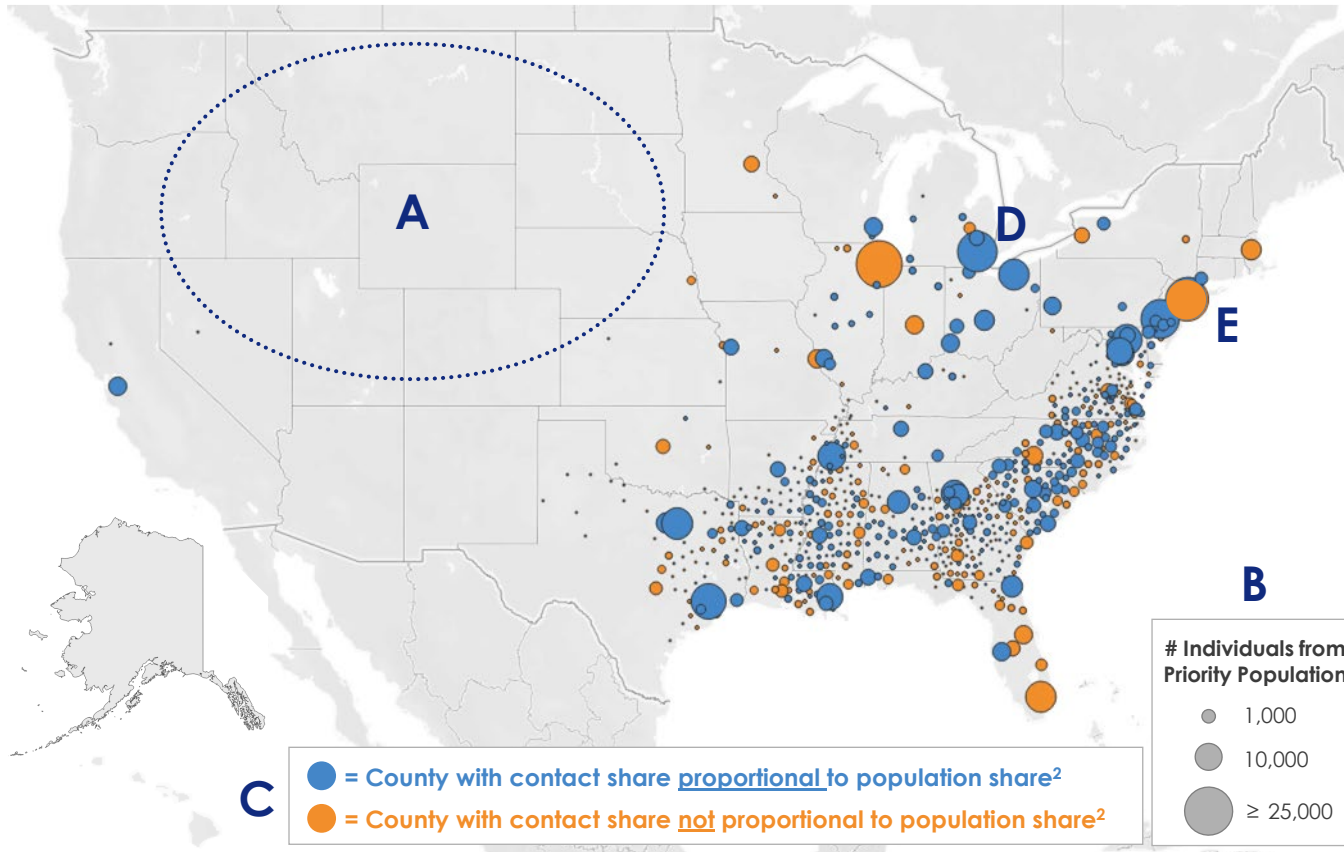 A
D
E
B
# Individuals from
Priority Population
1,000
10,000
≥ 25,000
C
= County with contact share proportional to population share²
= County with contact share not proportional to population share²